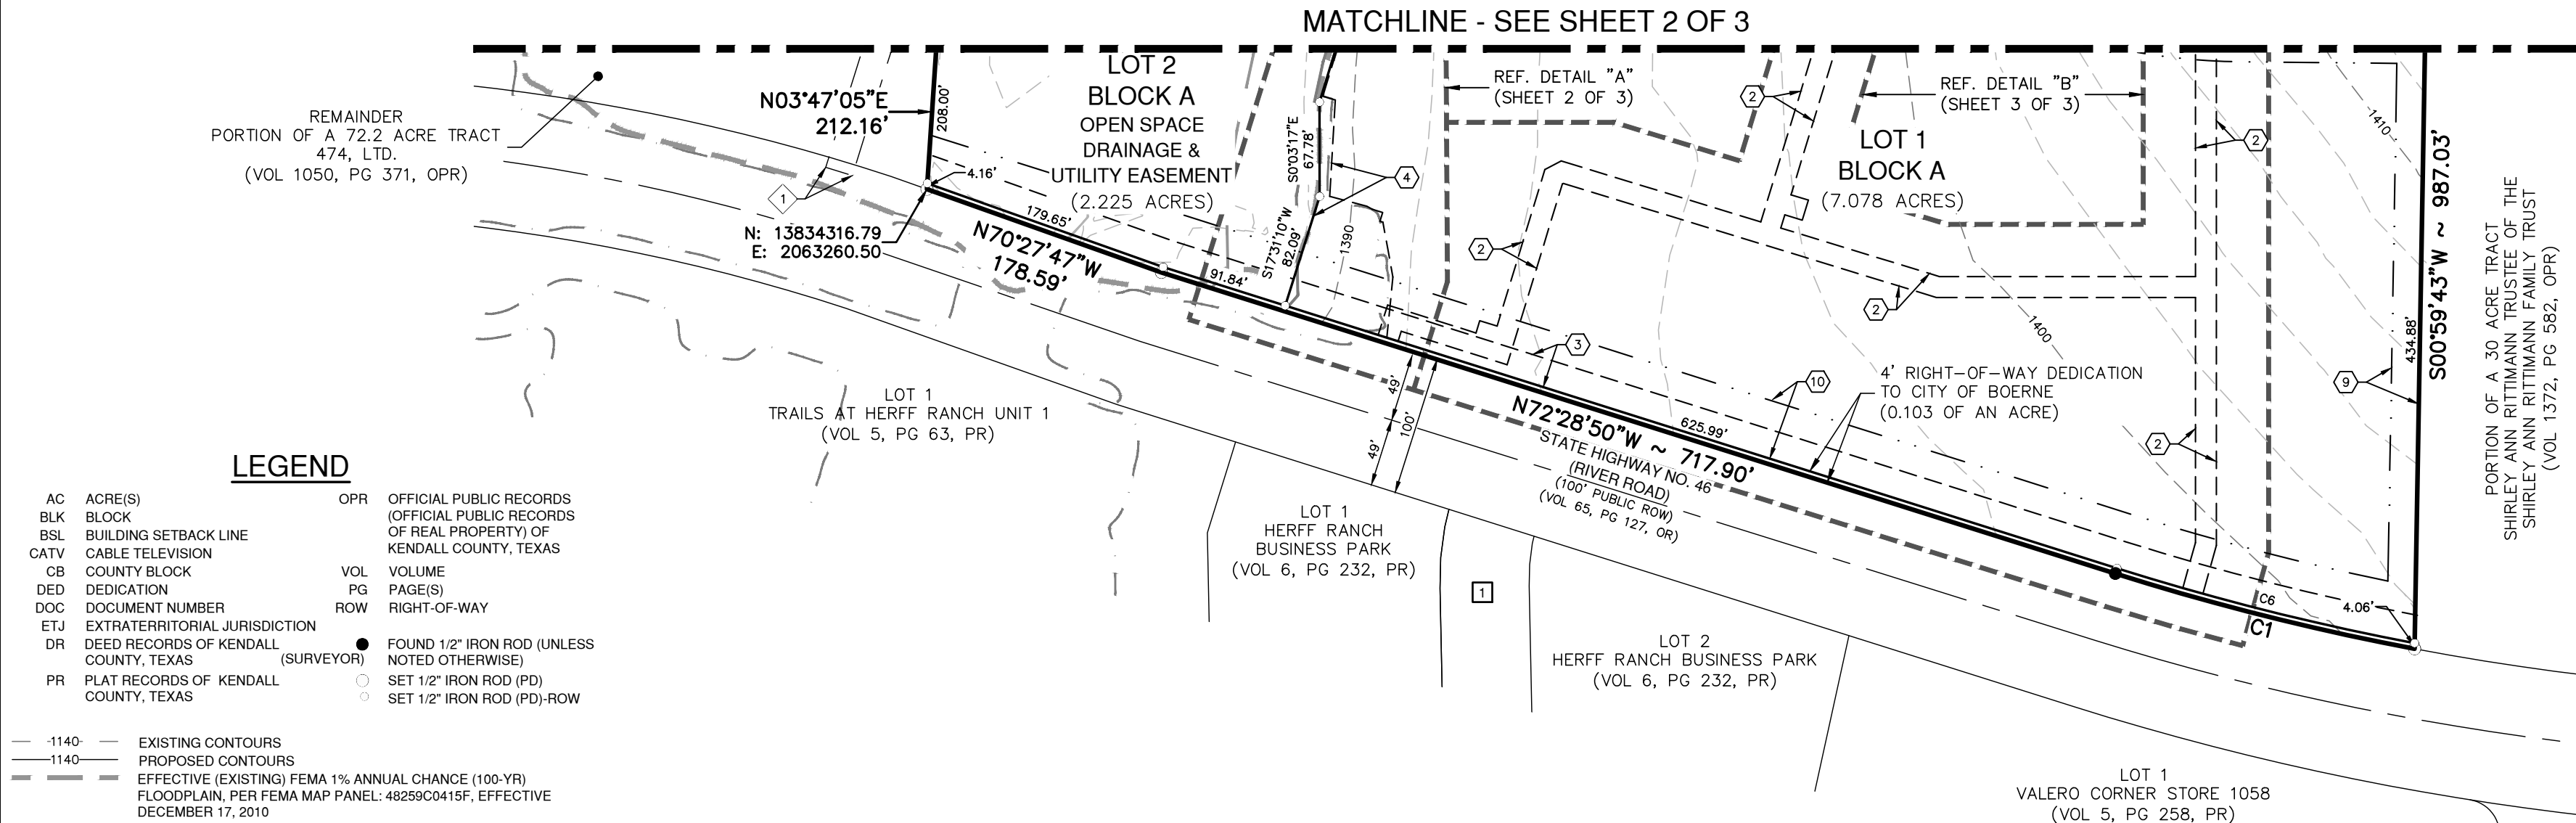 MATCHLINE - SEE SHEET 2 OF 3
REMAINDER
PORTION OF A 72.2 ACRE TRACT
474, LTD.
(VOL 1050, PG 371, OPR)
N03°47'05"E
212.16'
208.00'
LOT 2
BLOCK A
OPEN SPACE
DRAINAGE &
UTILITY EASEMENT
(2.225 ACRES)
4.16'
1
N: 13834316.79
E: 2063260.50
179.65'
N70°27'47"W
178.59'
91.84'
S0°03'17"E
67.78'
S17°31'10"W
82.09'
4
1390
REF. DETAIL "A"
(SHEET 2 OF 3)
2
REF. DETAIL "B"
(SHEET 3 OF 3)
LOT 1
BLOCK A
(7.078 ACRES)
2
2
2
2
1410
1400
3
10
9
4' RIGHT-OF-WAY DEDICATION
TO CITY OF BOERNE
(0.103 OF AN ACRE)
S00°59'43"W ~ 987.03'
434.88'
PORTION OF A 30 ACRE TRACT
SHIRLEY ANN RITTIMANN TRUSTEE OF THE
SHIRLEY ANN RITTIMANN FAMILY TRUST
(VOL 1372, PG 582, OPR)
49'
49'
100'
N72°28'50"W ~ 717.90'
625.99'
STATE HIGHWAY NO. 46
(RIVER ROAD)
(100' PUBLIC ROW)
(VOL 65, PG 127, OR)
C6
C1
4.06'
LOT 1
TRAILS AT HERFF RANCH UNIT 1
(VOL 5, PG 63, PR)
LOT 1
HERFF RANCH
BUSINESS PARK
(VOL 6, PG 232, PR)
1
LOT 2
HERFF RANCH BUSINESS PARK
(VOL 6, PG 232, PR)
LOT 1
VALERO CORNER STORE 1058
(VOL 5, PG 258, PR)
LEGEND
AC ACRE(S)
BLK BLOCK
BSL BUILDING SETBACK LINE
CATV CABLE TELEVISION
CB COUNTY BLOCK
DED DEDICATION
DOC DOCUMENT NUMBER
ETJ EXTRATERRITORIAL JURISDICTION
DR DEED RECORDS OF KENDALL
COUNTY, TEXAS
PR PLAT RECORDS OF KENDALL
COUNTY, TEXAS
OPR OFFICIAL PUBLIC RECORDS
(OFFICIAL PUBLIC RECORDS
OF REAL PROPERTY) OF
KENDALL COUNTY, TEXAS
VOL VOLUME
PG PAGE(S)
ROW RIGHT-OF-WAY
FOUND 1/2" IRON ROD (UNLESS
(SURVEYOR) NOTED OTHERWISE)
SET 1/2" IRON ROD (PD)
SET 1/2" IRON ROD (PD)-ROW
1140 EXISTING CONTOURS
1140 PROPOSED CONTOURS
EFFECTIVE (EXISTING) FEMA 1% ANNUAL CHANCE (100-YR)
FLOODPLAIN, PER FEMA MAP PANEL: 48259C0415F, EFFECTIVE
DECEMBER 17, 2010